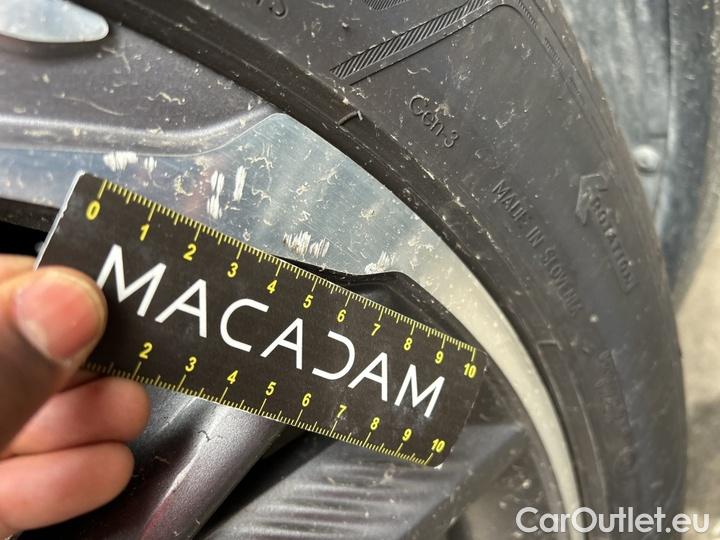 Gen-3
MADE IN SLOVENIA
ROTATION
0 1 2 3 4 5 6 7 8 9 10
MACADAM
2 3 4 5 6 7 8 9 10
CarOutlet.eu